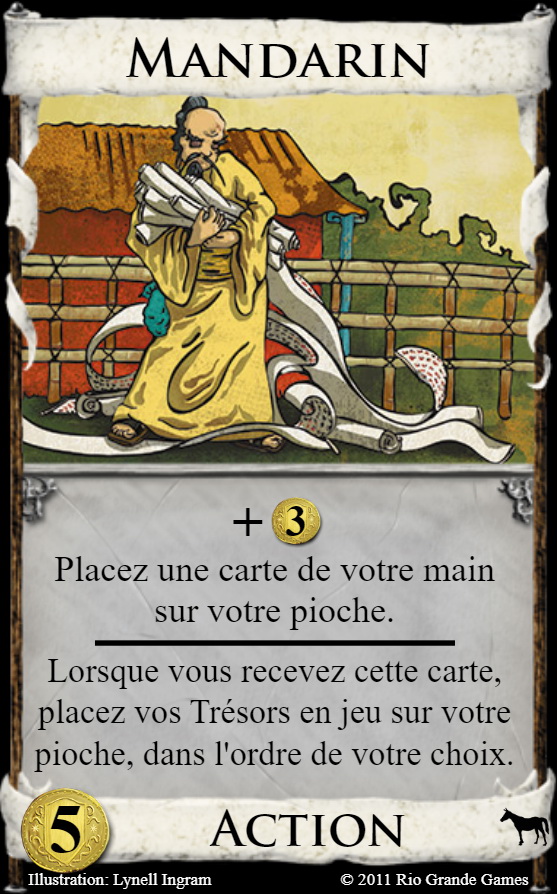 MANDARIN
+ 3
Placez une carte de votre main
sur votre pioche.
Lorsque vous recevez cette carte,
placez vos Trésors en jeu sur votre
pioche, dans l'ordre de votre choix.
5 ACTION
Illustration: Lynell Ingram © 2011 Rio Grande Games